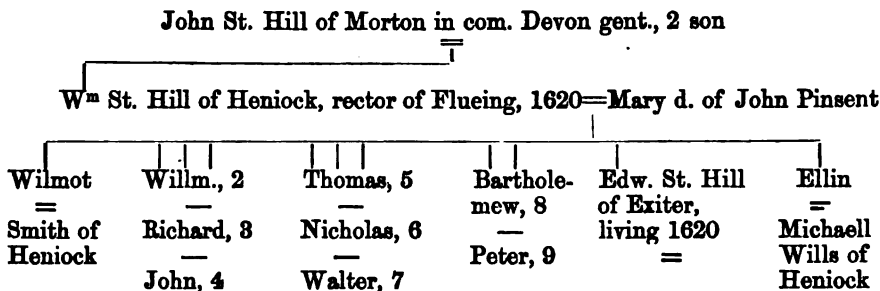 John St. Hill of Morton in com. Devon gent., 2 son
=
Wm St. Hill of Heniock, rector of Flueing, 1620=Mary d. of John Pinsent
Wilmot
=
Smith of
Heniock
Willm., 2
—
Richard, 3
—
John, 4
Thomas, 5
—
Nicholas, 6
—
Walter, 7
Barthole-
mew, 8
—
Peter, 9
Edw. St. Hill
of Exiter,
living 1620
=
Ellin
=
Michaell
Wills of
Heniock